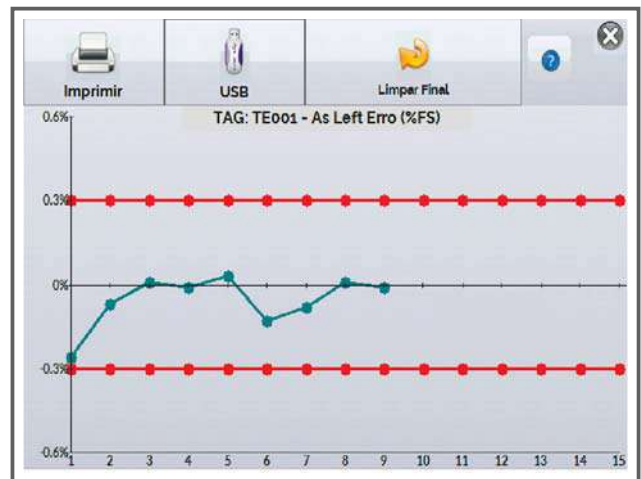 Imprimir
USB
Limpar Final
?
TAG: TE001 - As Left Erro (%FS)
0.6%
0.3%
0%
-0.3%
-0.6%
1 2 3 4 5 6 7 8 9 10 11 12 13 14 15